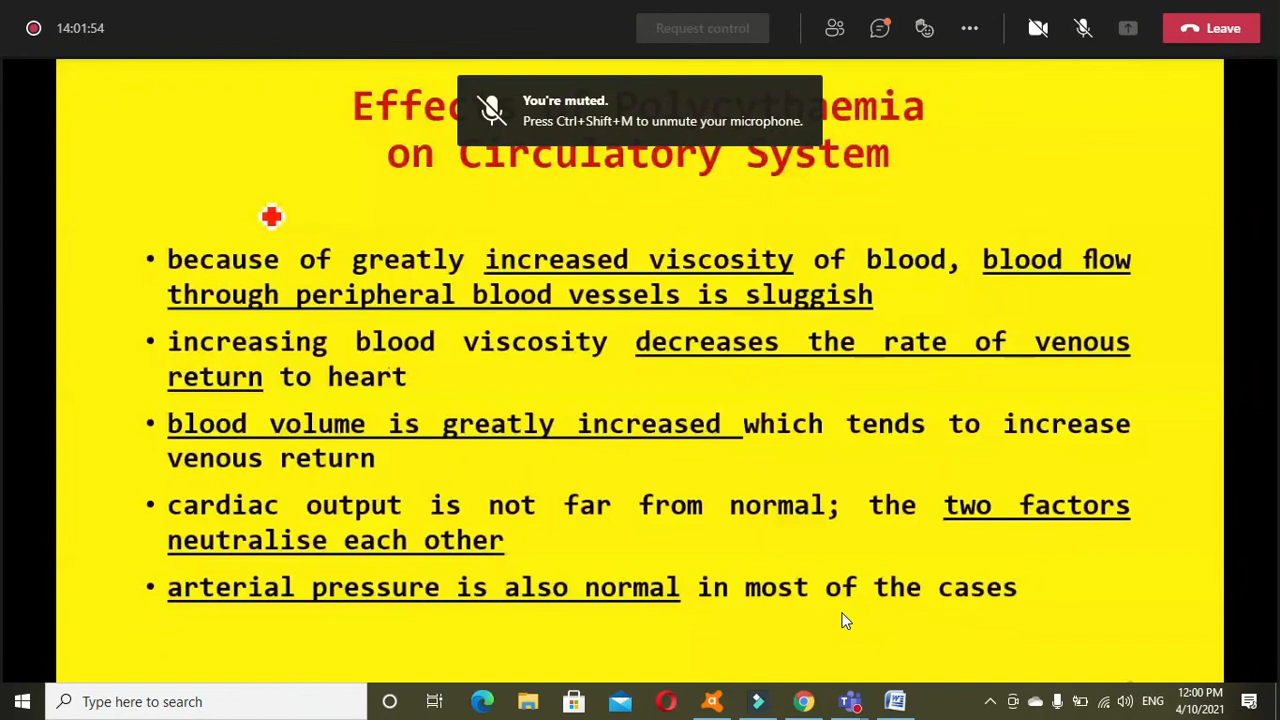 14:01:54
Request control
Leave
You're muted.
Press Ctrl+Shift+M to unmute your microphone.
on Circulatory System
• because of greatly increased viscosity of blood, blood flow
through peripheral blood vessels is sluggish
• increasing blood viscosity decreases the rate of venous
return to heart
• blood volume is greatly increased which tends to increase
venous return
• cardiac output is not far from normal; the two factors
neutralise each other
• arterial pressure is also normal in most of the cases
Type here to search
ENG
12:00 PM
4/10/2021